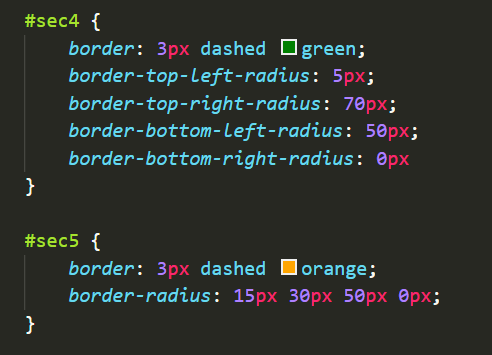 #sec4 {
    border: 3px dashed green;
    border-top-left-radius: 5px;
    border-top-right-radius: 70px;
    border-bottom-left-radius: 50px;
    border-bottom-right-radius: 0px
}

#sec5 {
    border: 3px dashed orange;
    border-radius: 15px 30px 50px 0px;
}